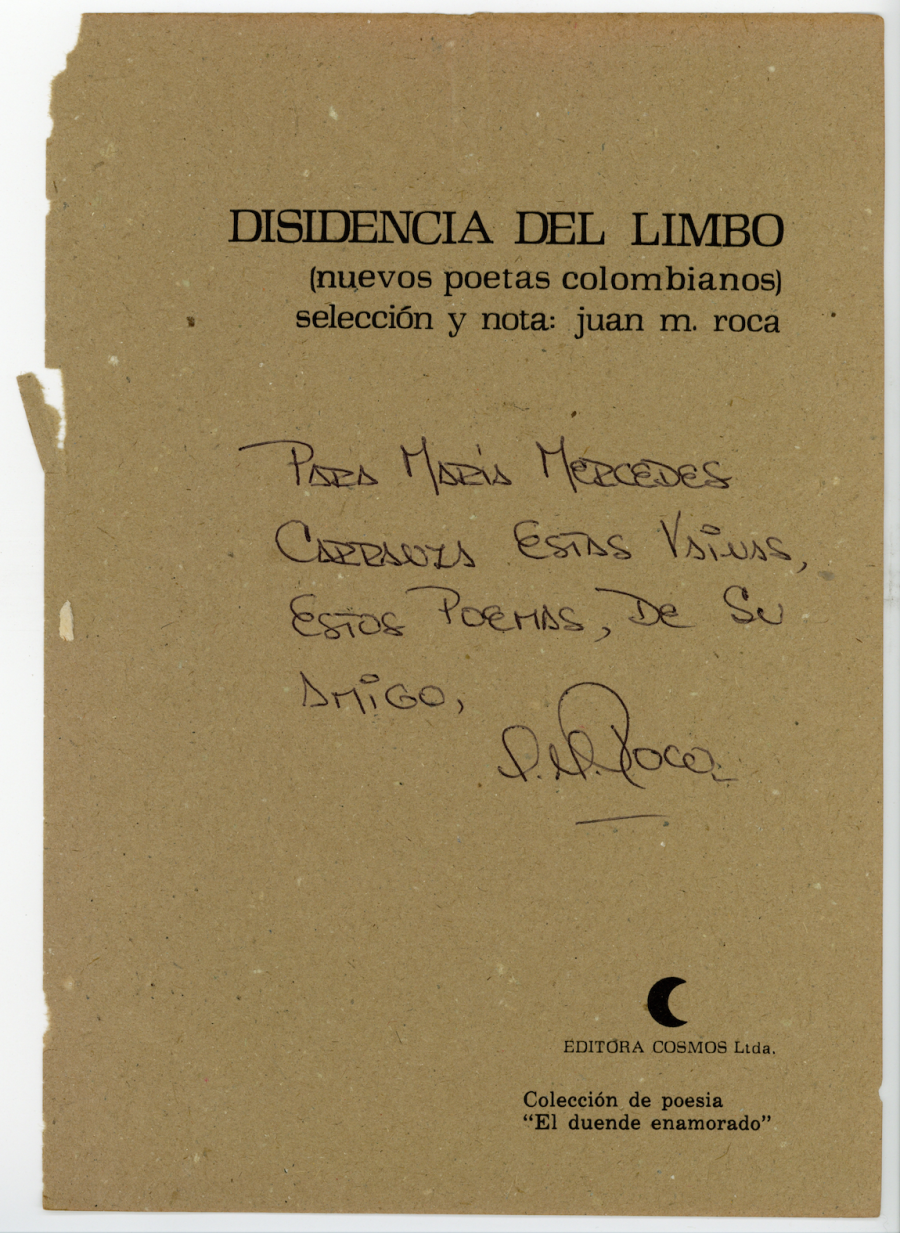 DISIDENCIA DEL LIMBO
(nuevos poetas colombianos)
selección y nota: juan m. roca
PARA MARÍA MERCEDES
CARRANZA ESTAS VAINAS,
ESTOS POEMAS, DE SU
AMIGO,
J.M. Roca
EDITORA COSMOS Ltda.
Colección de poesia
"El duende enamorado"